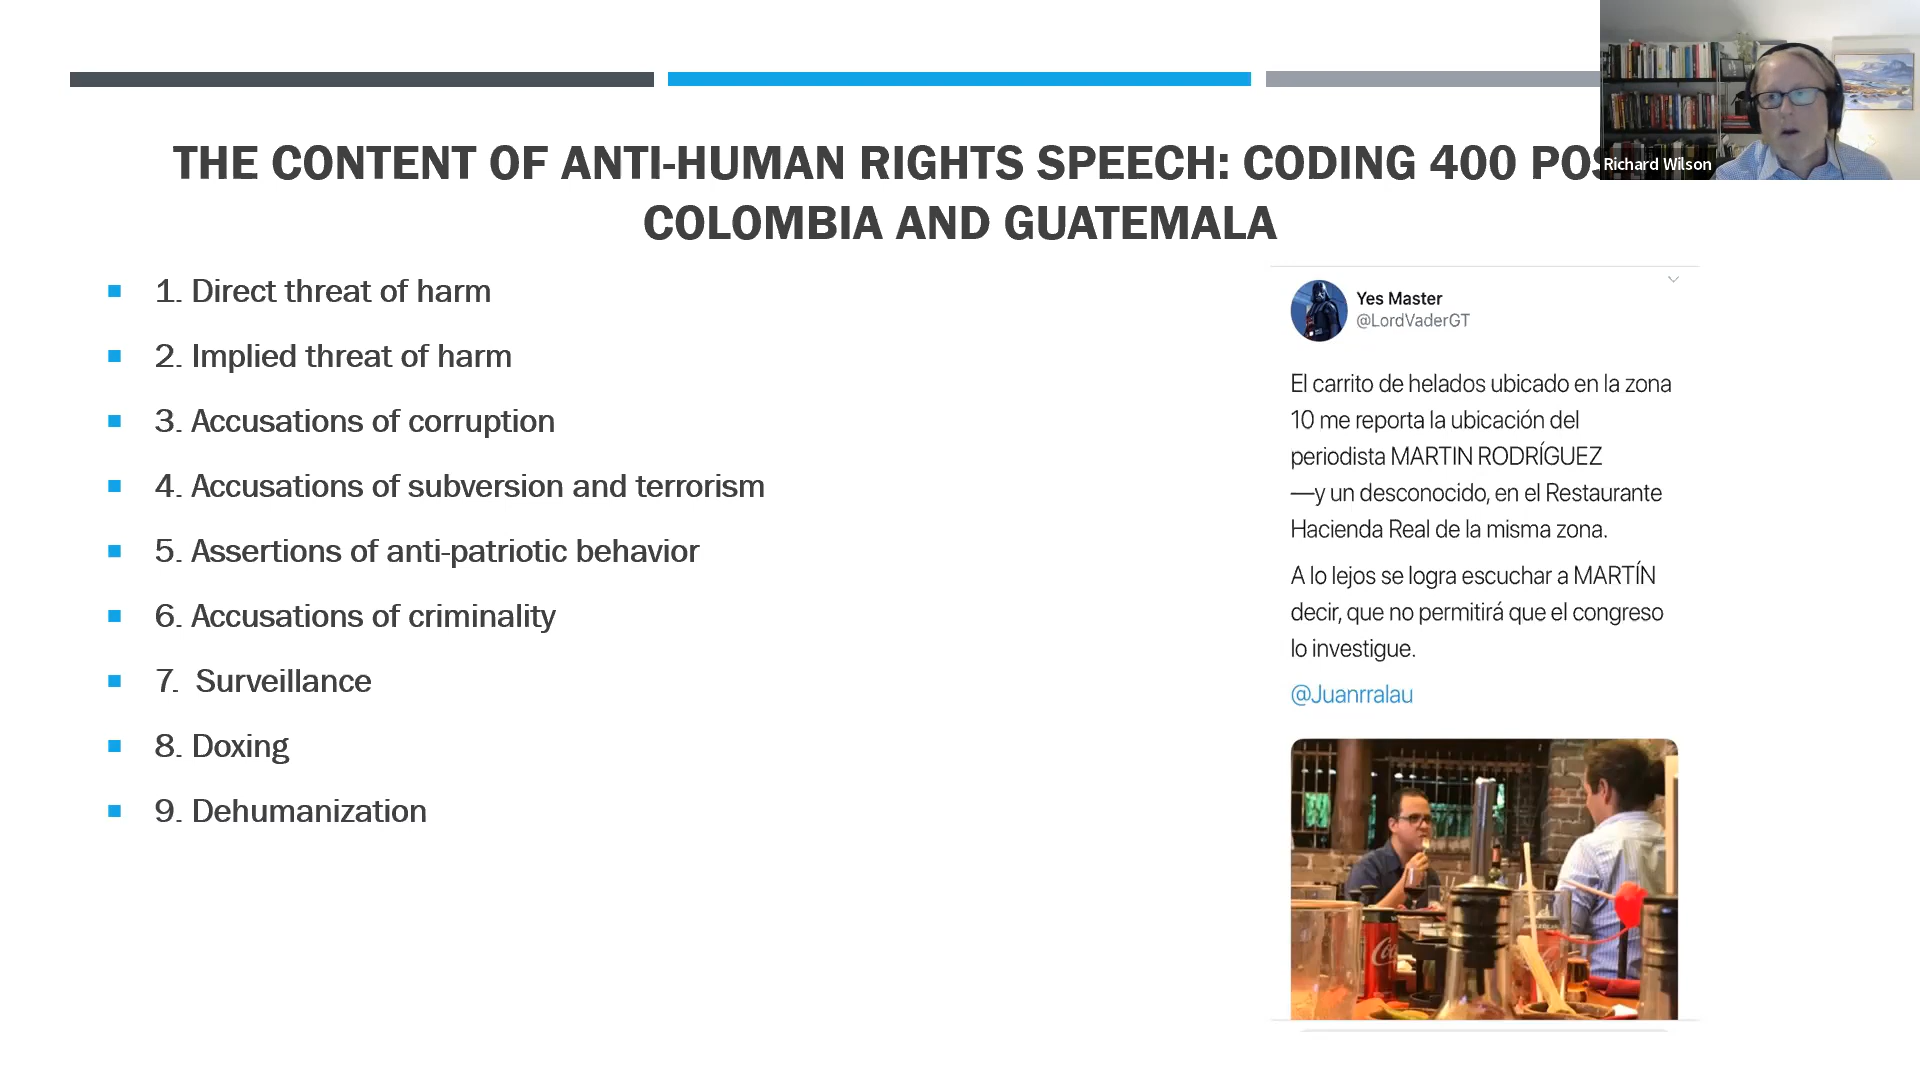 THE CONTENT OF ANTI-HUMAN RIGHTS SPEECH: CODING 400
COLOMBIA AND GUATEMALA
Richard Wilson
1. Direct threat of harm
2. Implied threat of harm
3. Accusations of corruption
4. Accusations of subversion and terrorism
5. Assertions of anti-patriotic behavior
6. Accusations of criminality
7. Surveillance
8. Doxing
9. Dehumanization
Yes Master
@LordVaderGT
El carrito de helados ubicado en la zona
10 me reporta la ubicación del
periodista MARTIN RODRÍGUEZ
—y un desconocido, en el Restaurante
Hacienda Real de la misma zona.
A lo lejos se logra escuchar a MARTÍN
decir, que no permitirá que el congreso
lo investigue.
@Juanrralau